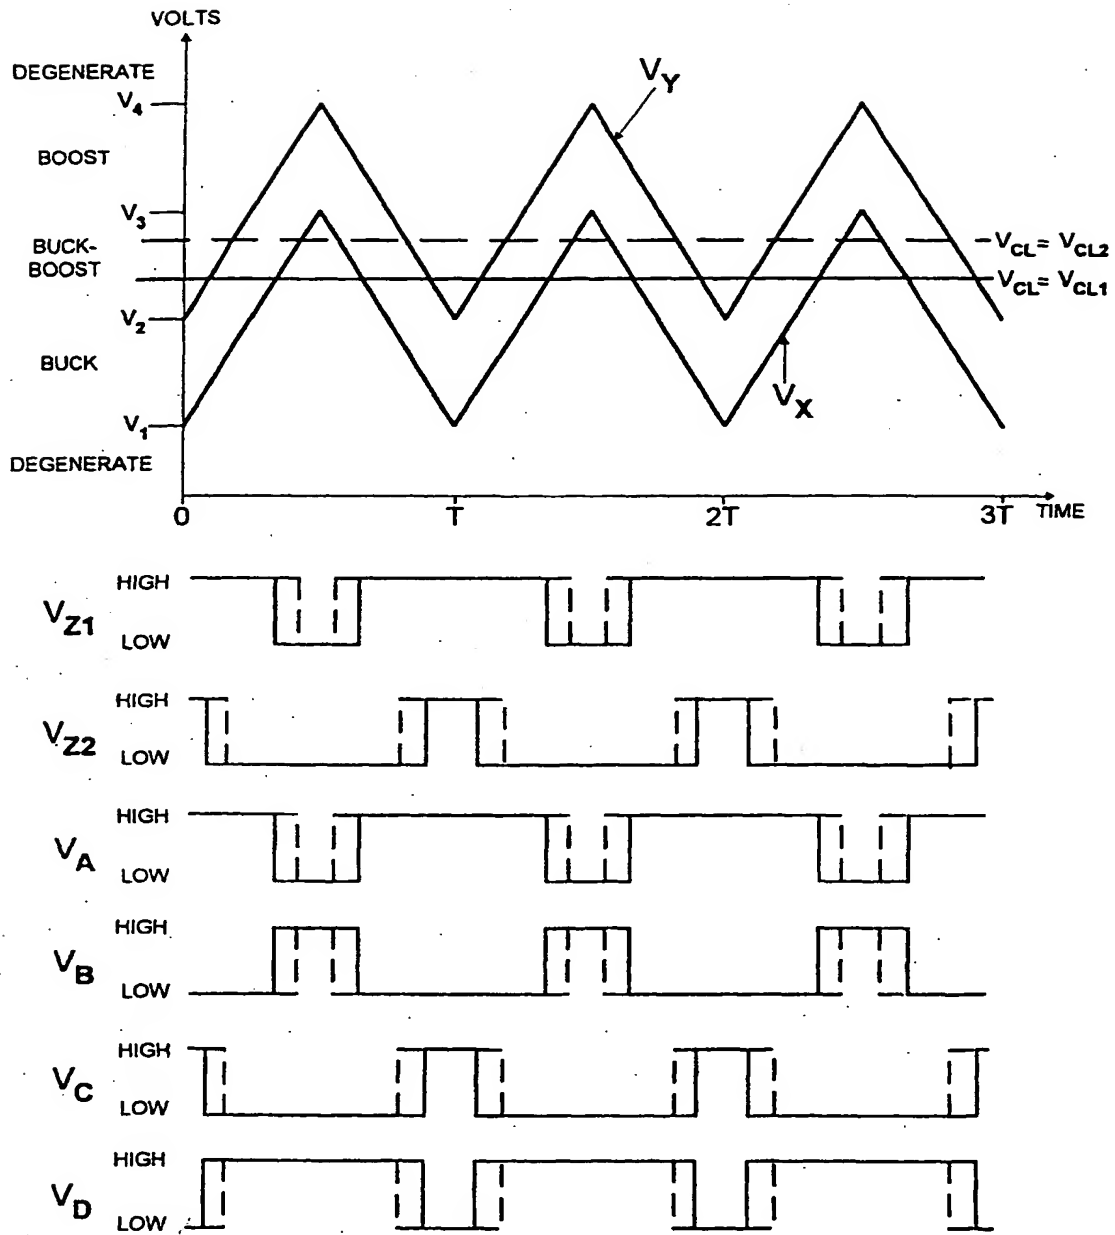 VOLTS
DEGENERATE
V4
VY
BOOST
V3
BUCK-
BOOST
VCL = VCL2
VCL = VCL1
V2
BUCK
V1
VX
DEGENERATE
0 T 2T 3T TIME
HIGH
VZ1
LOW
HIGH
VZ2
LOW
HIGH
VA
LOW
HIGH
VB
LOW
HIGH
VC
LOW
HIGH
VD
LOW